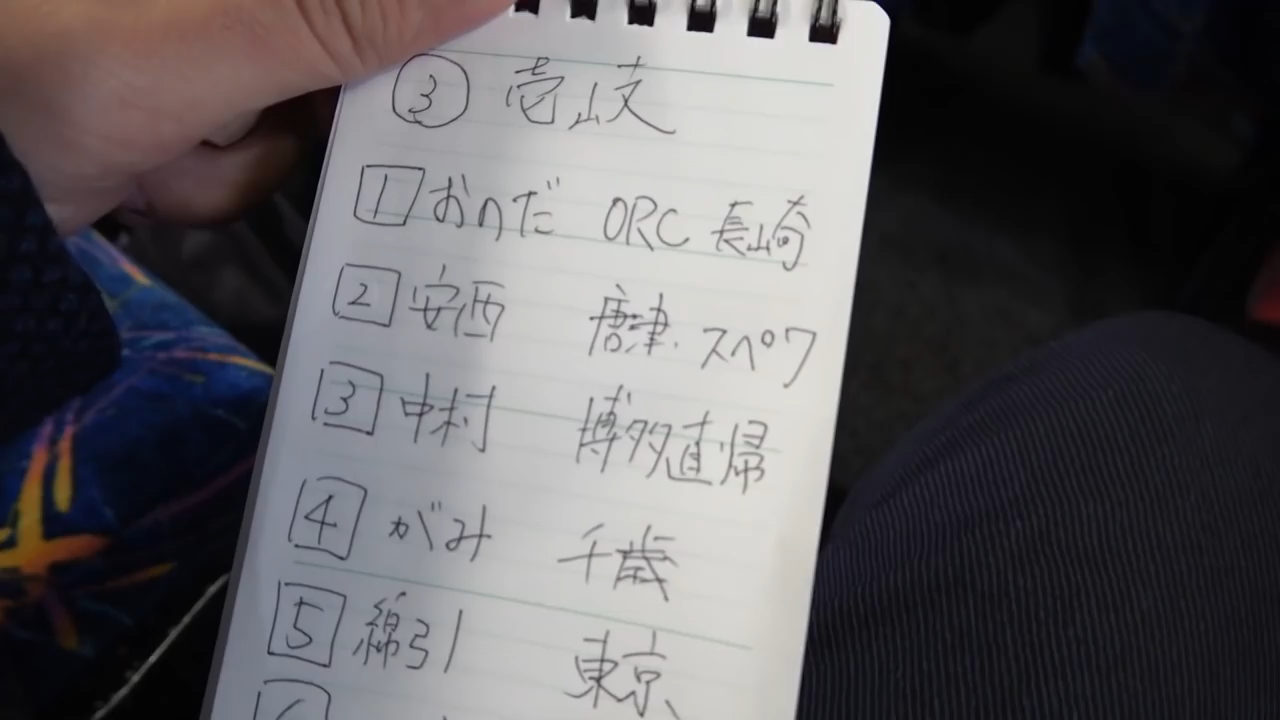 ③ 壱岐
1 おのだ ORC 長崎
2 安西 唐津.スペワ
3 中村 博多直帰
4 がみ 千歳
5 綿引 東京